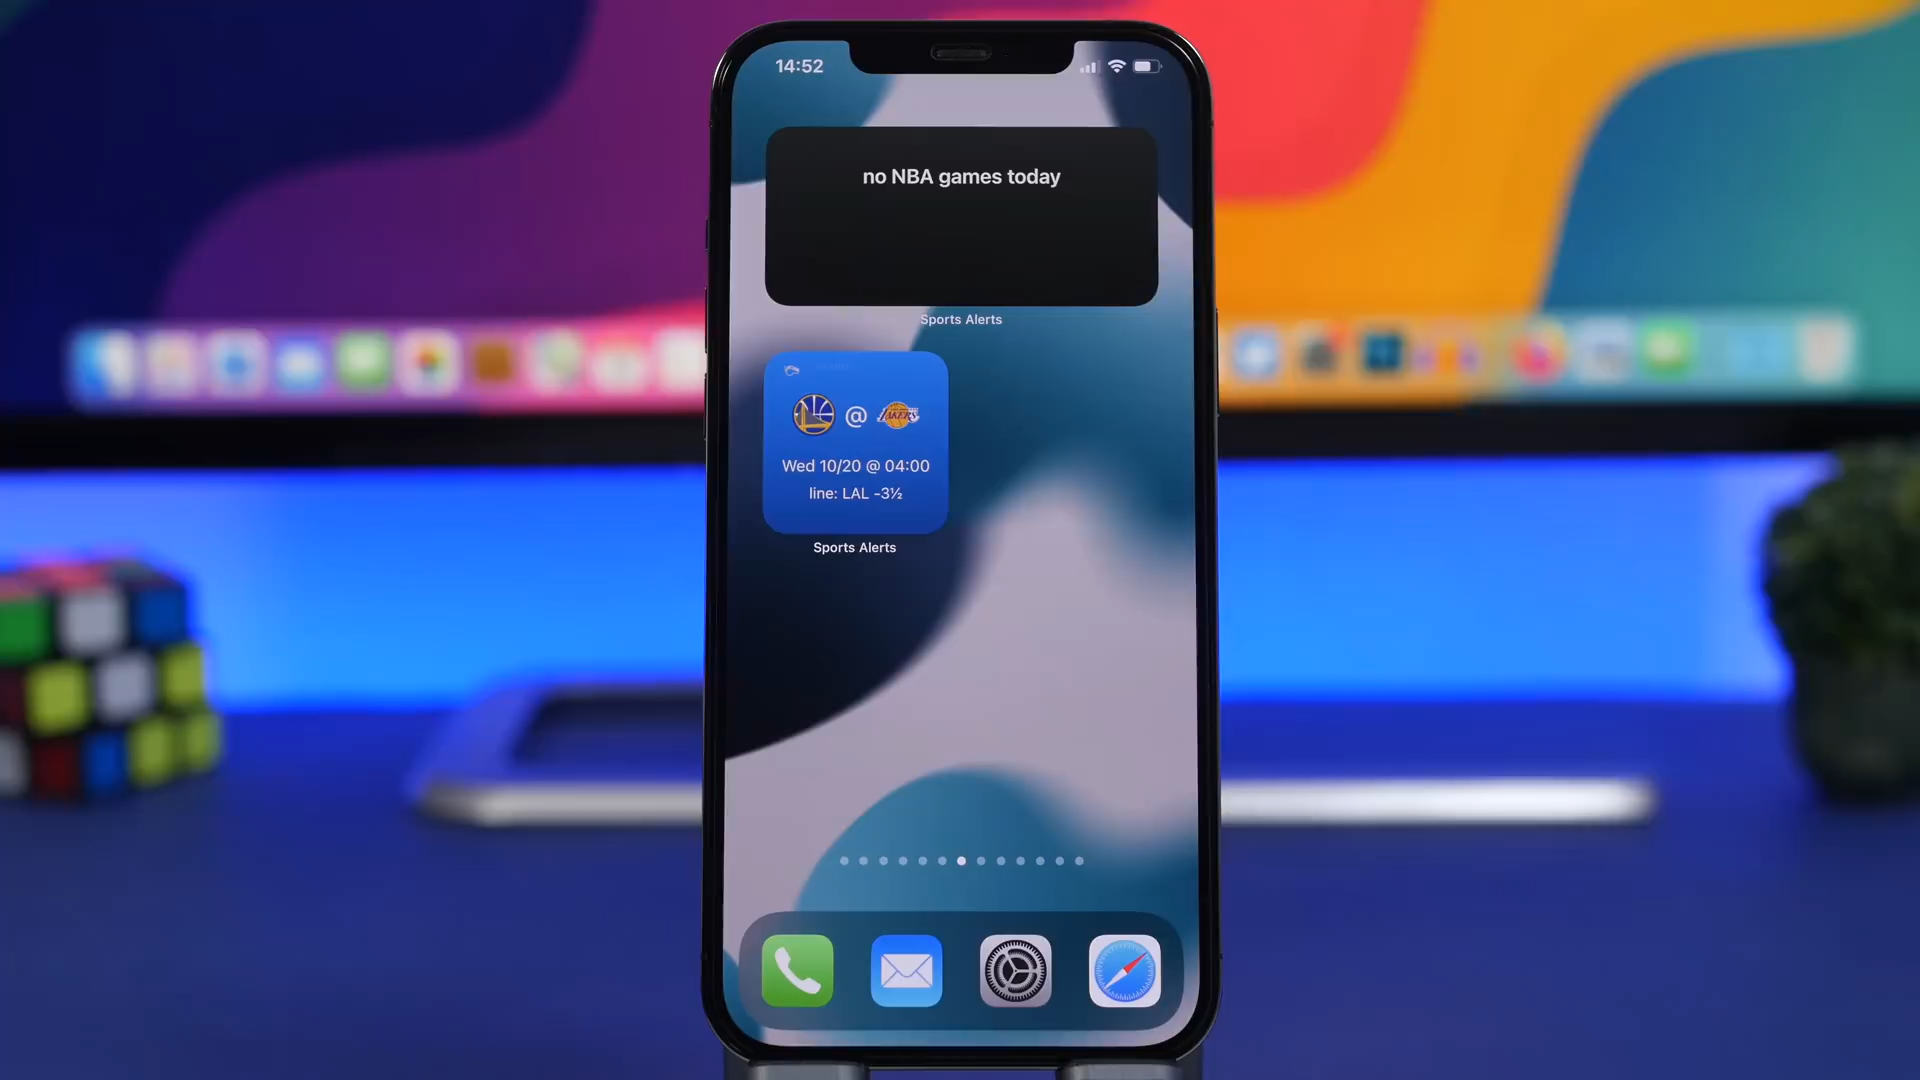 14:52
no NBA games today
Sports Alerts
@
LAKERS
Wed 10/20 @ 04:00
line: LAL -3½
Sports Alerts